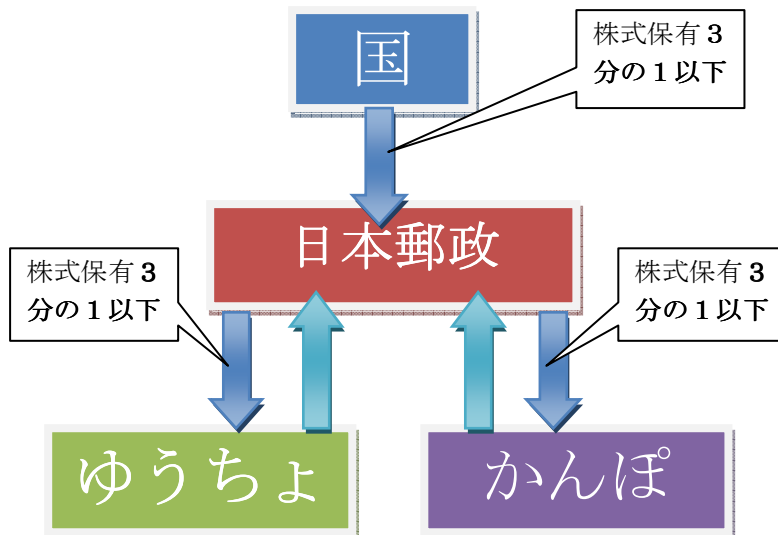 国
株式保有３
分の１以下
日本郵政
株式保有３
分の１以下
株式保有３
分の１以下
ゆうちょ
かんぽ